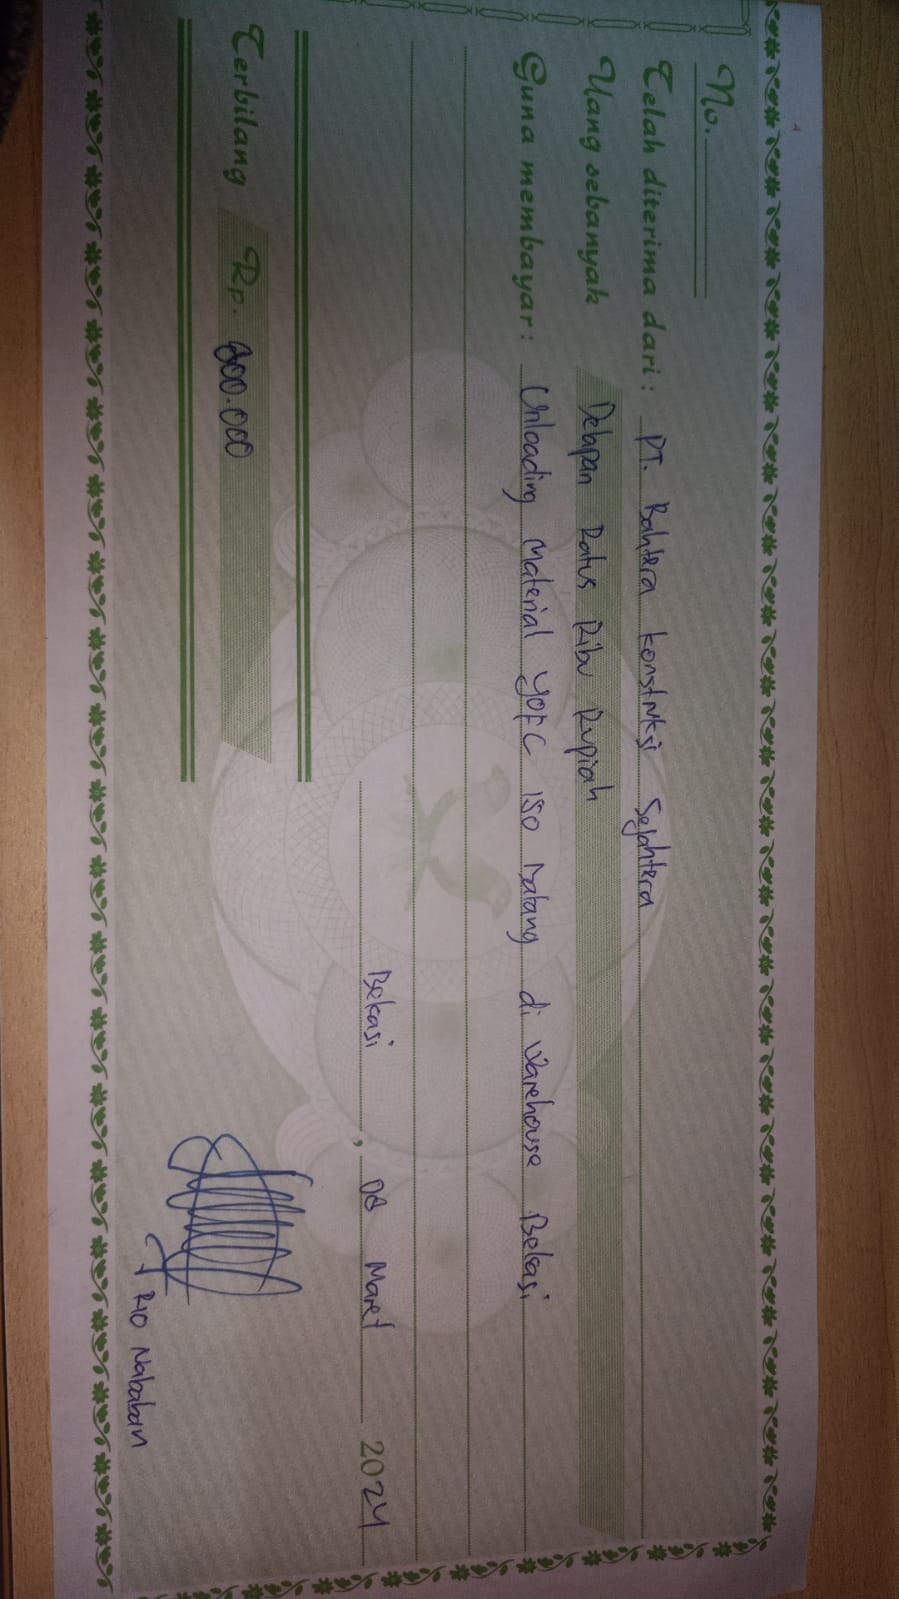 No.
Telah diterima dari : PT. Bahtera konstruksi Sejahtera
Uang sebanyak Delapan Ratus Ribu Rupiah
Guna membayar : Unloading Material YOFC 150 batang di Warehouse Bekasi
Bekasi , 08 Maret 2024
Terbilang Rp. 800.000
RIO Nababan